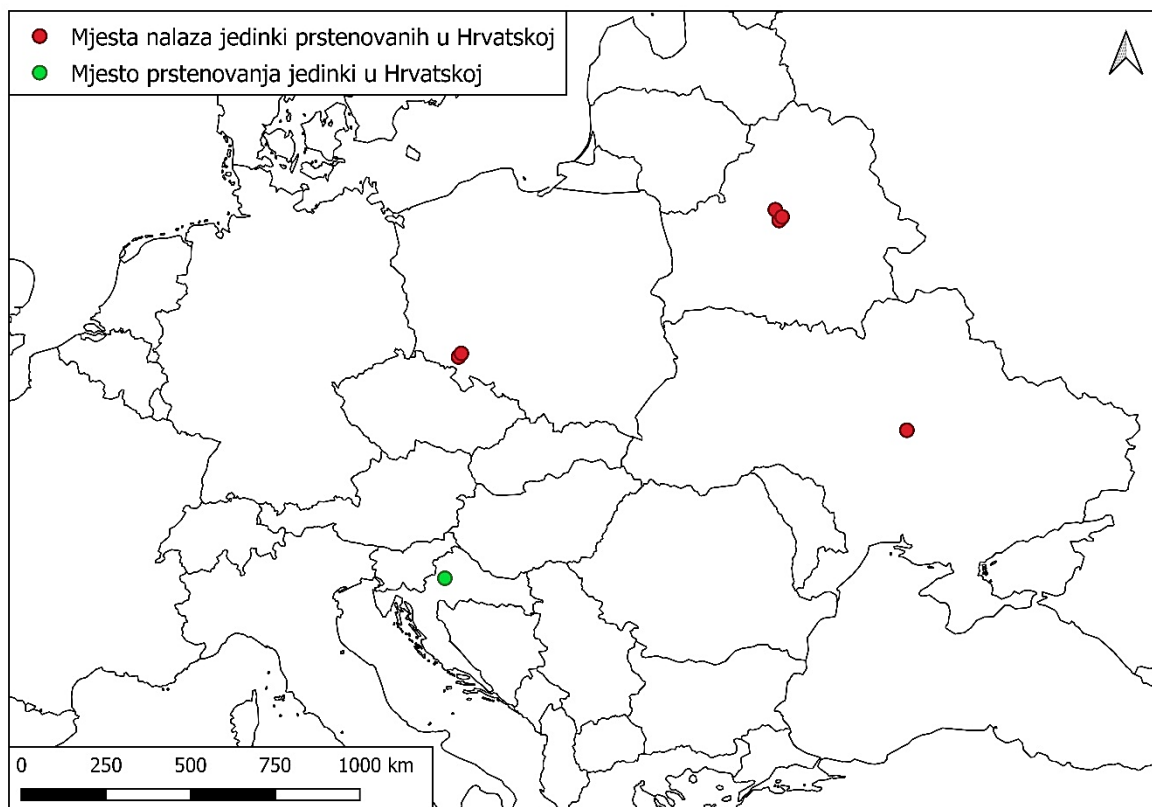 Mjesta nalaza jedinki prstenovanih u Hrvatskoj
Mjesto prstenovanja jedinki u Hrvatskoj
0 250 500 750 1000 km